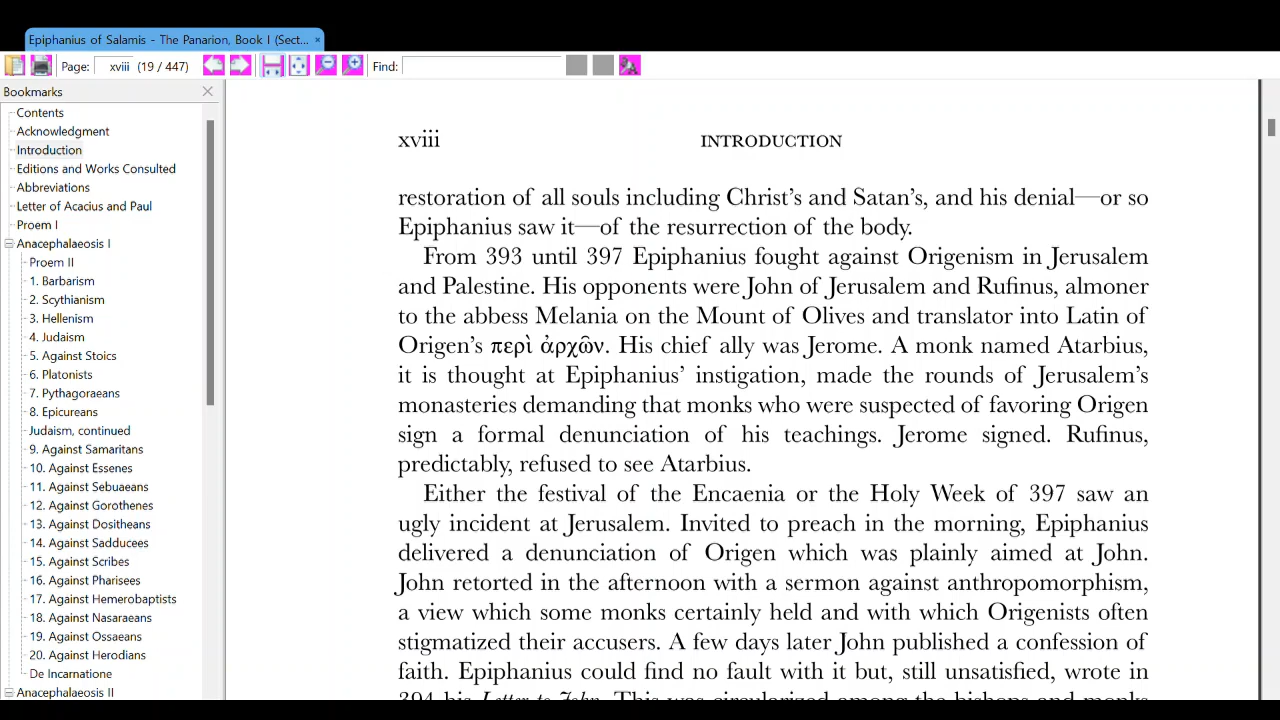 Epiphanius of Salamis - The Panarion, Book I (Sect... ×
Page: xviii (19 / 447) Find:
Bookmarks
Contents
Acknowledgment
Introduction
Editions and Works Consulted
Abbreviations
Letter of Acacius and Paul
Proem I
Anacephalaeosis I
Proem II
1. Barbarism
2. Scythianism
3. Hellenism
4. Judaism
5. Against Stoics
6. Platonists
7. Pythagoraeans
8. Epicureans
Judaism, continued
9. Against Samaritans
10. Against Essenes
11. Against Sebuaeans
12. Against Gorothenes
13. Against Dositheans
14. Against Sadducees
15. Against Scribes
16. Against Pharisees
17. Against Hemerobaptists
18. Against Nasaraeans
19. Against Ossaeans
20. Against Herodians
De Incarnatione
Anacephalaeosis II
xviii INTRODUCTION
restoration of all souls including Christ's and Satan's, and his denial—or so
Epiphanius saw it—of the resurrection of the body.
From 393 until 397 Epiphanius fought against Origenism in Jerusalem
and Palestine. His opponents were John of Jerusalem and Rufinus, almoner
to the abbess Melania on the Mount of Olives and translator into Latin of
Origen's περὶ ἀρχῶν. His chief ally was Jerome. A monk named Atarbius,
it is thought at Epiphanius' instigation, made the rounds of Jerusalem's
monasteries demanding that monks who were suspected of favoring Origen
sign a formal denunciation of his teachings. Jerome signed. Rufinus,
predictably, refused to see Atarbius.
Either the festival of the Encaenia or the Holy Week of 397 saw an
ugly incident at Jerusalem. Invited to preach in the morning, Epiphanius
delivered a denunciation of Origen which was plainly aimed at John.
John retorted in the afternoon with a sermon against anthropomorphism,
a view which some monks certainly held and with which Origenists often
stigmatized their accusers. A few days later John published a confession of
faith. Epiphanius could find no fault with it but, still unsatisfied, wrote in
394 his Letter to John. This was circularized among the bishops and monks